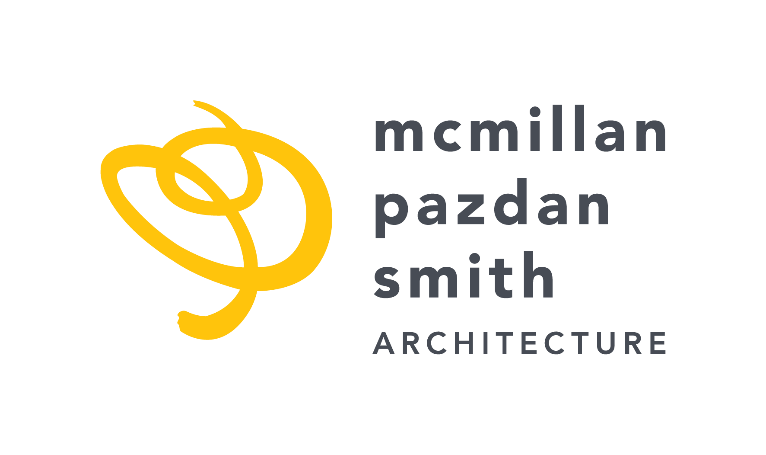 mcmillan
pazdan
smith
ARCHITECTURE